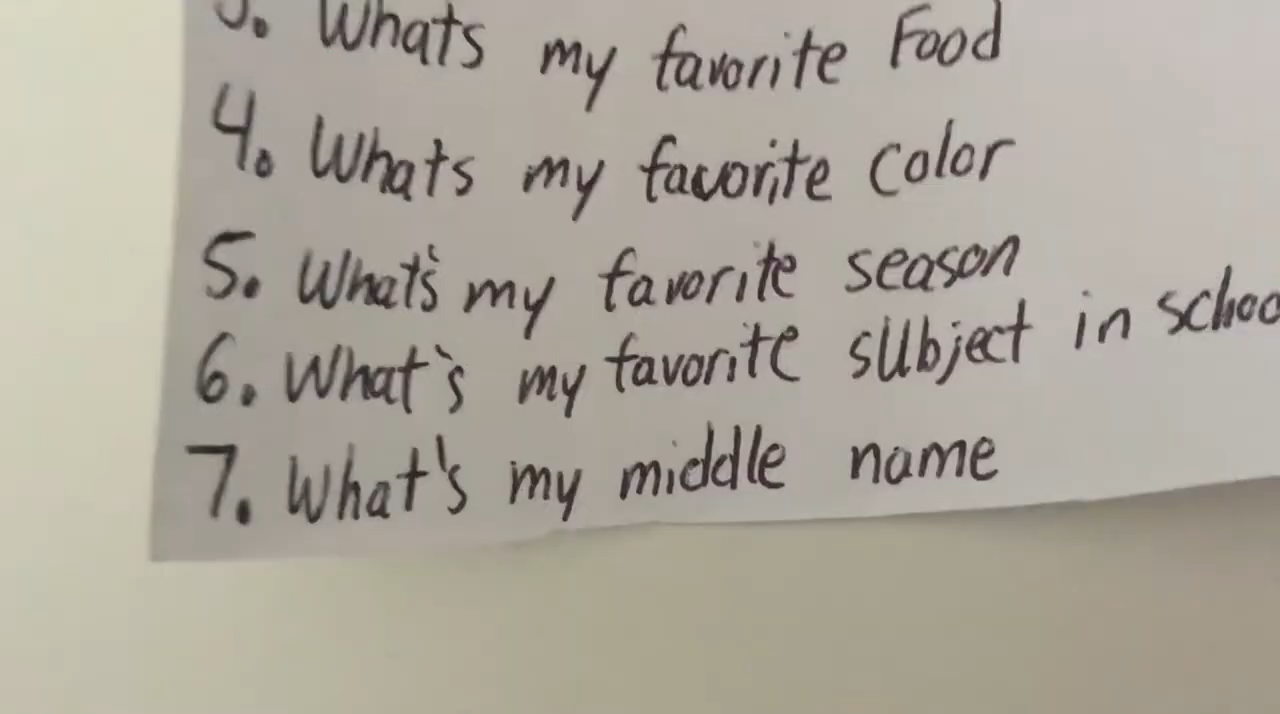 3. Whats my favorite Food
4. Whats my favorite color
5. What's my favorite season
6. What's my favorite subject in schoo
7. What's my middle name